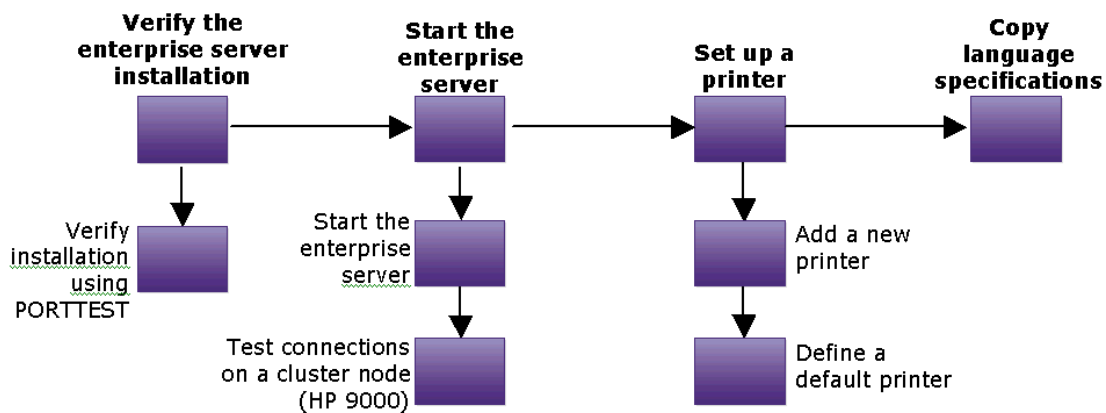 Verify the
enterprise server
installation
Start the
enterprise
server
Set up a
printer
Copy
language
specifications
Verify
installation
using
PORTTEST
Start the
enterprise
server
Add a new
printer
Test connections
on a cluster node
(HP 9000)
Define a
default printer